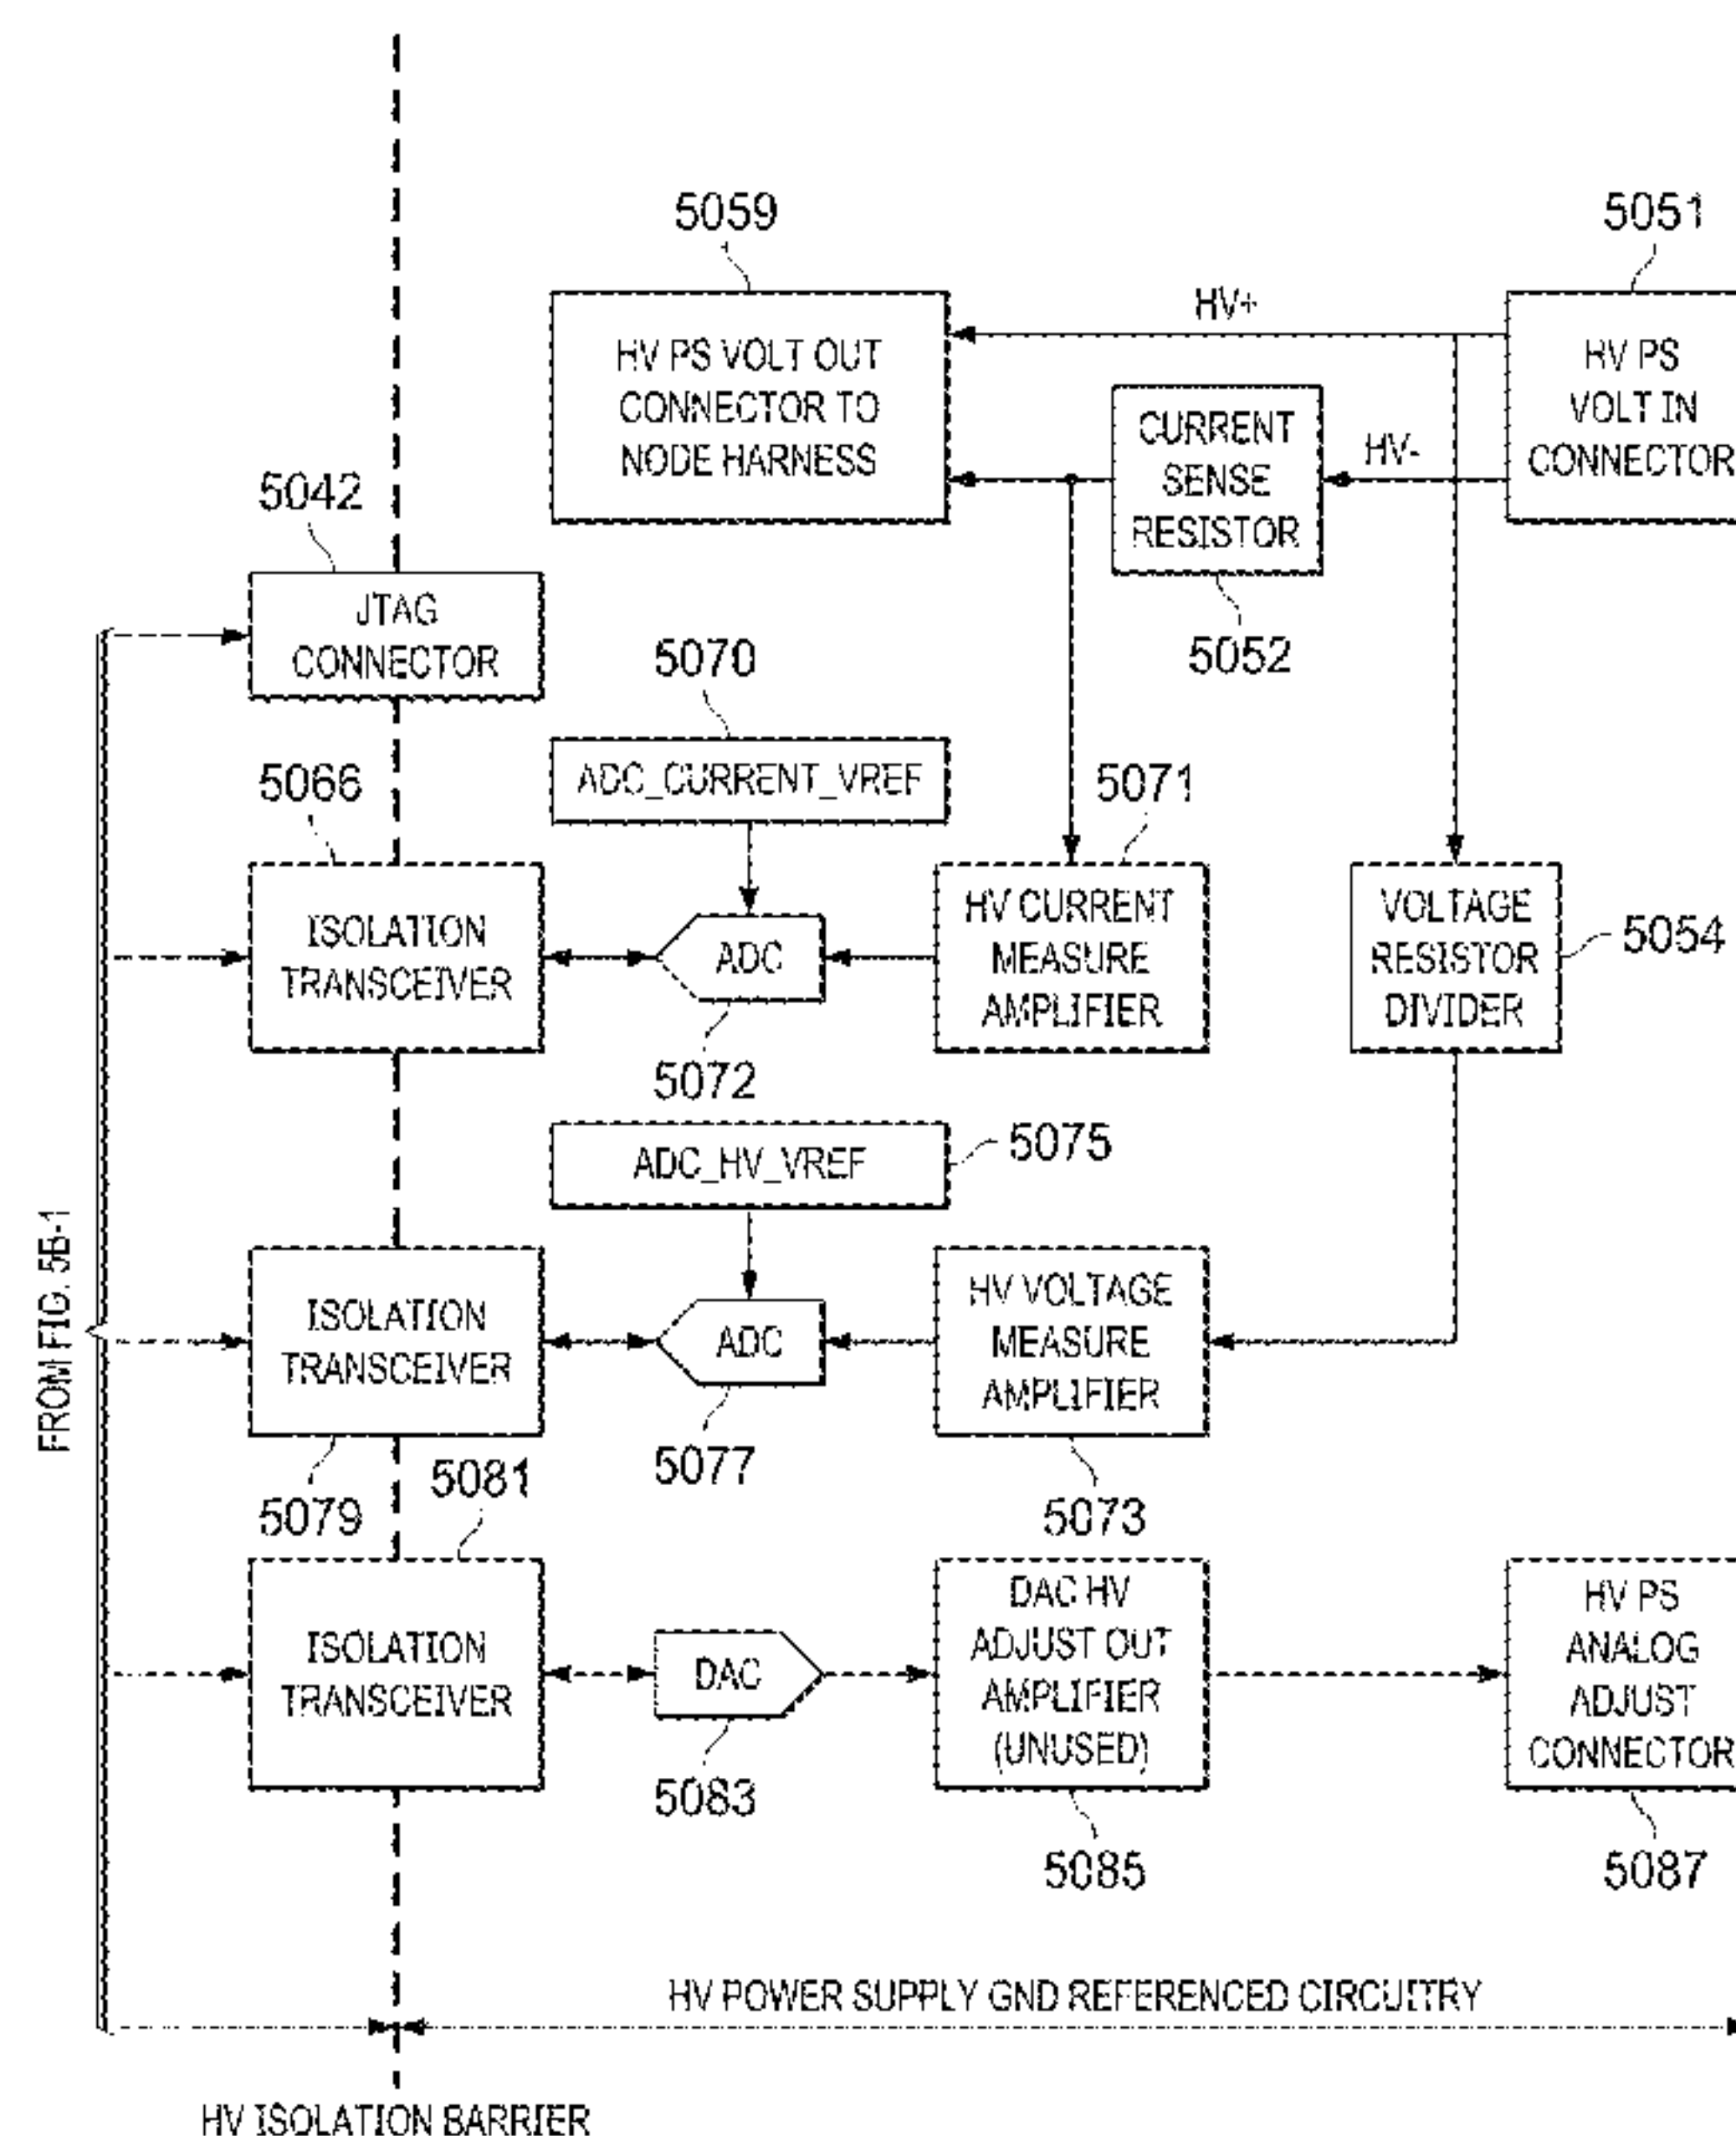 5059
5051
HV+
HV PS VOLT OUT
CONNECTOR TO
NODE HARNESS
HV PS
VOLT IN
CONNECTOR
CURRENT
SENSE
RESISTOR
HV-
5042
JTAG
CONNECTOR
5052
5070
ADC_CURRENT_VREF
5066
5071
ISOLATION
TRANSCEIVER
ADC
HV CURRENT
MEASURE
AMPLIFIER
VOLTAGE
RESISTOR
DIVIDER
5054
5072
ADC_HV_VREF
5075
FROM FIG. 5B-1
ISOLATION
TRANSCEIVER
ADC
HV VOLTAGE
MEASURE
AMPLIFIER
5077
5079
5081
5073
ISOLATION
TRANSCEIVER
DAC
DAC HV
ADJUST OUT
AMPLIFIER
(UNUSED)
HV PS
ANALOG
ADJUST
CONNECTOR
5083
5085
5087
HV POWER SUPPLY GND REFERENCED CIRCUITRY
HV ISOLATION BARRIER